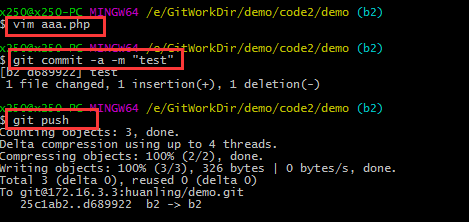 x250@x250-PC MINGW64 /e/GitWorkDir/demo/code2/demo (b2)
$ vim aaa.php
x250@x250-PC MINGW64 /e/GitWorkDir/demo/code2/demo (b2)
$ git commit -a -m "test"
[b2 d689922] test
1 file changed, 1 insertion(+), 1 deletion(-)
x250@x250-PC MINGW64 /e/GitWorkDir/demo/code2/demo (b2)
$ git push
Counting objects: 3, done.
Delta compression using up to 4 threads.
Compressing objects: 100% (2/2), done.
Writing objects: 100% (3/3), 326 bytes | 0 bytes/s, done.
Total 3 (delta 0), reused 0 (delta 0)
To git@172.16.3.3:huanling/demo.git
25c1ab2..d689922 b2 -> b2